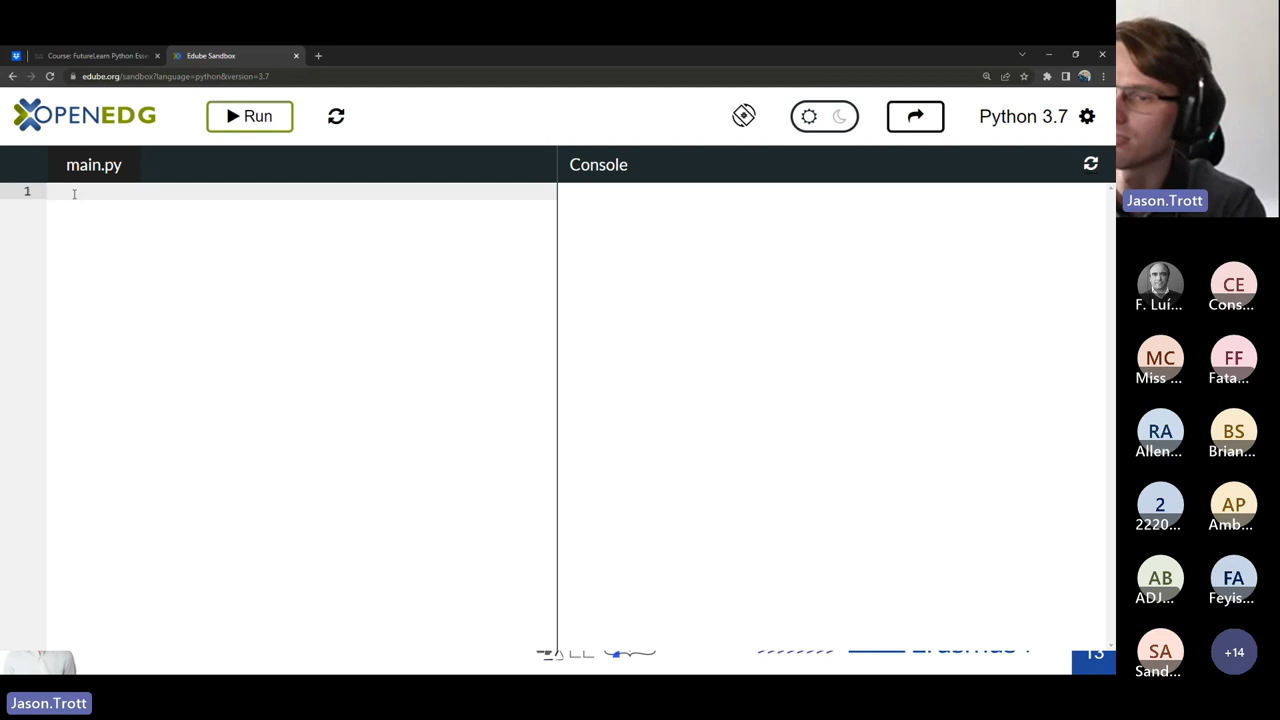 Course: FutureLearn Python Esse
Edube Sandbox
edube.org/sandbox?language=python&version=3.7
OPENEDG
Run
Python 3.7
main.py
Console
1
Jason.Trott
F. Luí...
CE
Cons...
MC
Miss ...
FF
Fata...
RA
Allen...
BS
Brian...
2
2220...
AP
Amb...
AB
ADJ...
FA
Feyis...
SA
Sand...
+14
13
Jason.Trott